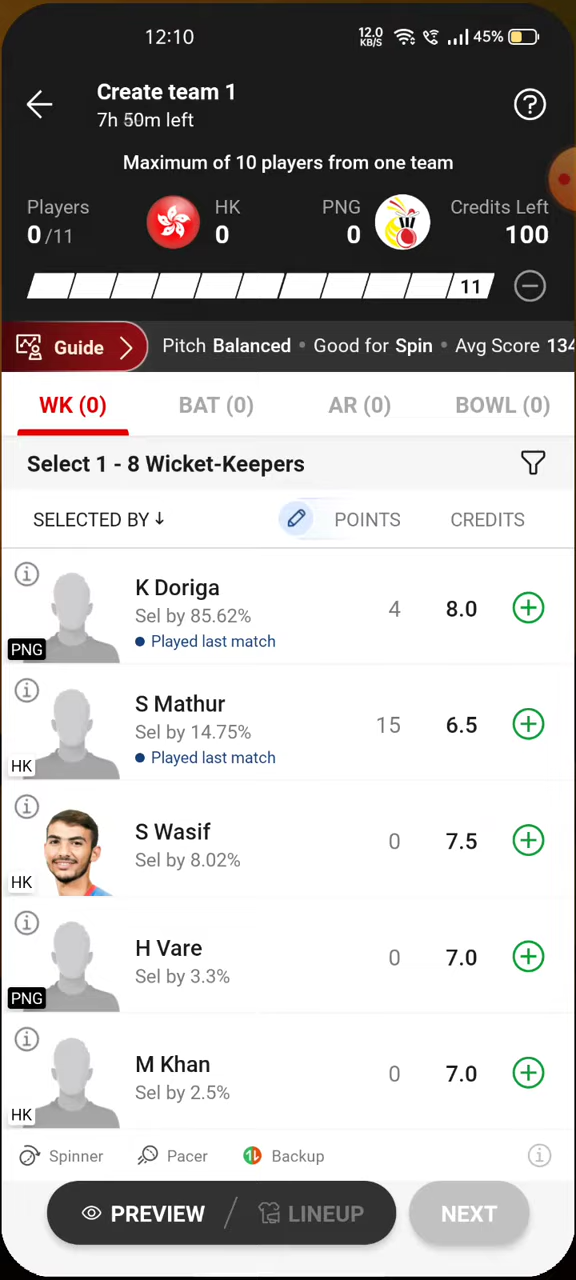 12:10
12.0 KB/S
45%
Create team 1
7h 50m left
Maximum of 10 players from one team
Players
0 /11
HK
0
PNG
0
Credits Left
100
11
Guide
Pitch Balanced • Good for Spin • Avg Score 134
WK (0)
BAT (0)
AR (0)
BOWL (0)
Select 1 - 8 Wicket-Keepers
SELECTED BY ↓
POINTS
CREDITS
K Doriga
Sel by 85.62%
Played last match
PNG
4
8.0
S Mathur
Sel by 14.75%
Played last match
HK
15
6.5
S Wasif
Sel by 8.02%
HK
0
7.5
H Vare
Sel by 3.3%
PNG
0
7.0
M Khan
Sel by 2.5%
HK
0
7.0
Spinner
Pacer
Backup
PREVIEW
LINEUP
NEXT